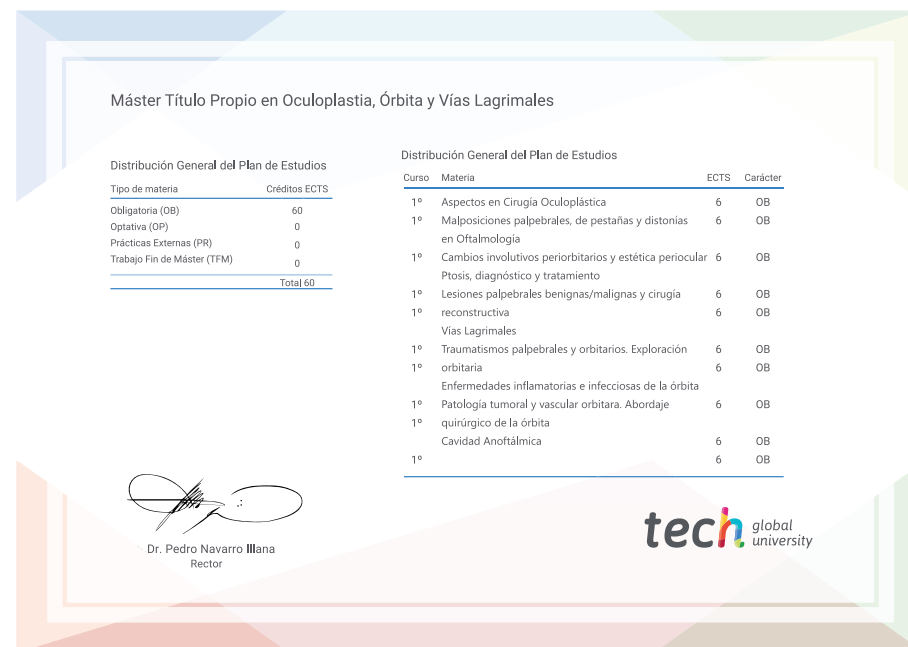 Máster Título Propio en Oculoplastia, Órbita y Vías Lagrimales
Distribución General del Plan de Estudios
Tipo de materia Créditos ECTS
Obligatoria (OB) 60
Optativa (OP) 0
Prácticas Externas (PR) 0
Trabajo Fin de Máster (TFM) 0
Total 60
Distribución General del Plan de Estudios
Curso Materia ECTS Carácter
1º Aspectos en Cirugía Oculoplástica 6 OB
1º Malposiciones palpebrales, de pestañas y distonías 6 OB
en Oftalmología
1º Cambios involutivos periorbitarios y estética periocular 6 OB
Ptosis, diagnóstico y tratamiento
1º Lesiones palpebrales benignas/malignas y cirugía 6 OB
1º reconstructiva 6 OB
Vías Lagrimales
1º Traumatismos palpebrales y orbitarios. Exploración 6 OB
1º orbitaria 6 OB
Enfermedades inflamatorias e infecciosas de la órbita
1º Patología tumoral y vascular orbitara. Abordaje 6 OB
1º quirúrgico de la órbita
Cavidad Anoftálmica 6 OB
1º 6 OB
Dr. Pedro Navarro Illana
Rector
tech global
university